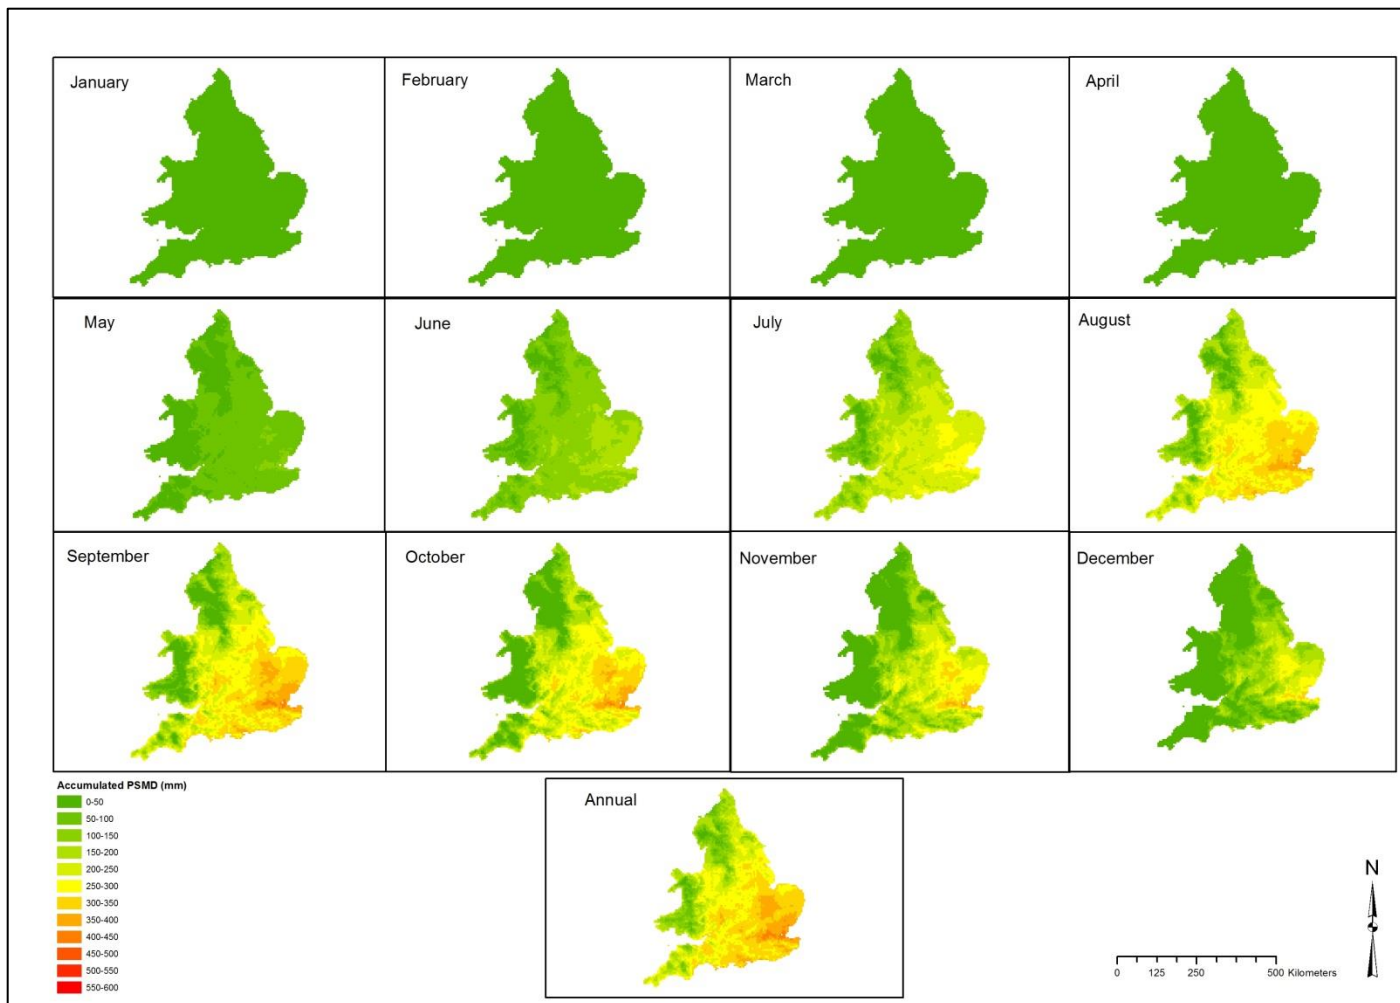 January
February
March
April
May
June
July
August
September
October
November
December
Accumulated PSMD (mm)
0-50
50-100
100-150
150-200
200-250
250-300
300-350
350-400
400-450
450-500
500-550
550-600
Annual
N
0 125 250 500 Kilometers